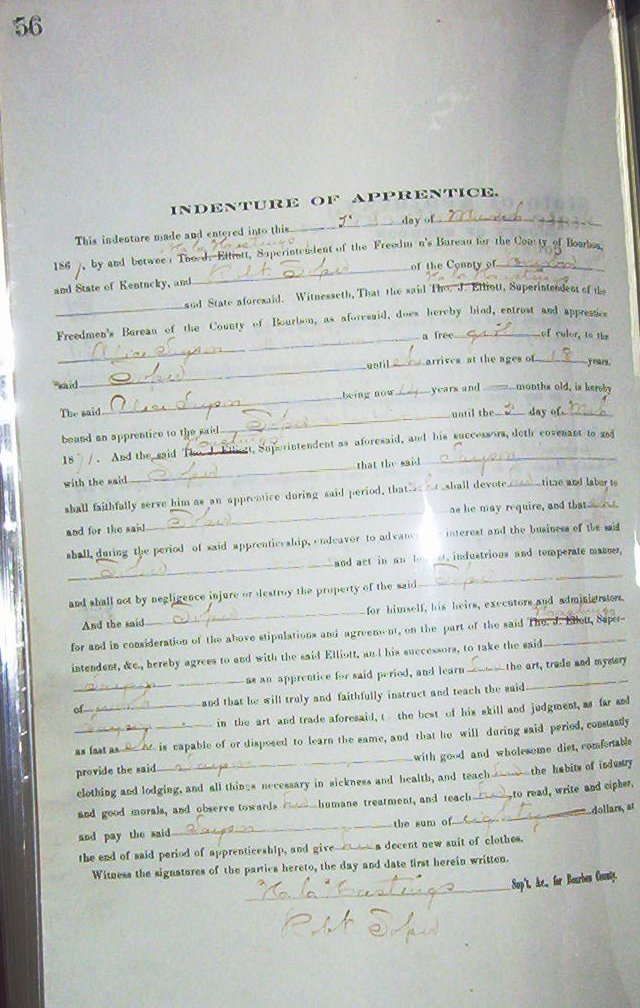 56
INDENTURE OF APPRENTICE.
This indenture made and entered into this day of March
H. C. Hastings
1867, by and between Tho. J. Elliott, Superintendent of the Freedmen's Bureau for the County of Bourbon,
and State of Kentucky, and Robt of the County of Bourbon
Hastings
and State aforesaid. Witnesseth, That the said Tho. J. Elliott, Superintendent of the
Freedmen's Bureau of the County of Bourbon, as aforesaid, does hereby bind, entrust and apprentice
Alice a free girl of color, to the
said until she arrives at the ages of 18 years.
The said Alice being now 14 years and — months old, is hereby
bound an apprentice to the said until the day of Mch
Hastings
1871. And the said Tho. J. Elliott, Superintendent as aforesaid, and his successors, doth covenant to and
with the said that the said
shall faithfully serve him as an apprentice during said period, that she shall devote her time and labor to
and for the said as he may require, and that she
shall, during the period of said apprenticeship, endeavor to advance interest and the business of the said
and act in an honest, industrious and temperate manner,
and shall not by negligence injure or destroy the property of the said
And the said for himself, his heirs, executors and administrators,
Hastings
for and in consideration of the above stipulations and agreement, on the part of the said Tho. J. Elliott, Super-
intendent, &c., hereby agrees to and with the said Elliott, and his successors, to take the said
as an apprentice for said period, and learn her the art, trade and mystery
of and that he will truly and faithfully instruct and teach the said
in the art and trade aforesaid, to the best of his skill and judgment, as far and
as fast as she is capable of or disposed to learn the same, and that he will during said period, constantly
provide the said with good and wholesome diet, comfortable
clothing and lodging, and all things necessary in sickness and health, and teach her the habits of industry
and good morals, and observe towards her humane treatment, and teach her to read, write and cipher,
and pay the said the sum of dollars, at
the end of said period of apprenticeship, and give her a decent new suit of clothes.
Witness the signatures of the parties hereto, the day and date first herein written.
H. C. Hastings Sup't, &c., for Bourbon County.
Robt